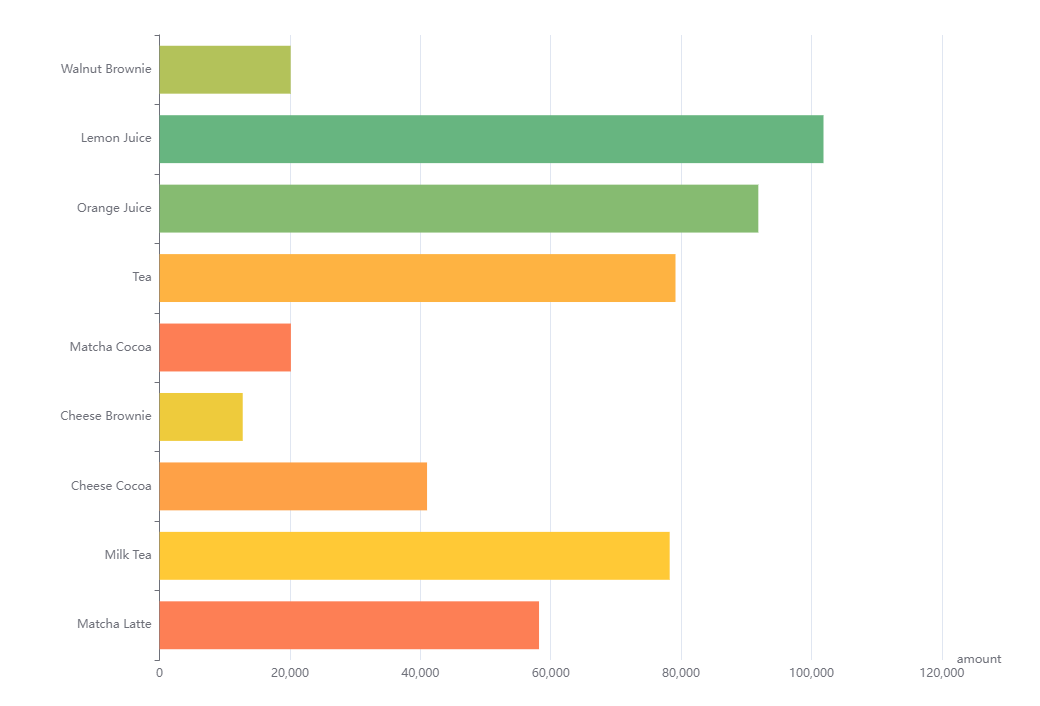 Walnut Brownie
Lemon Juice
Orange Juice
Tea
Matcha Cocoa
Cheese Brownie
Cheese Cocoa
Milk Tea
Matcha Latte
amount
0 20,000 40,000 60,000 80,000 100,000 120,000